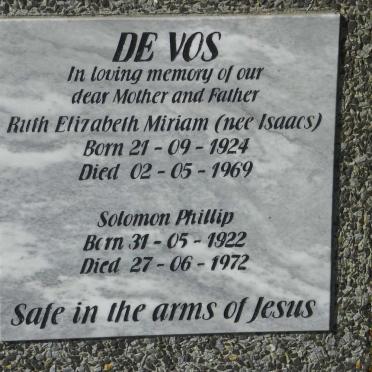 DE VOS
In loving memory of our
dear Mother and Father
Ruth Elizabeth Miriam (nee Isaacs)
Born 21 - 09 - 1924
Died 02 - 05 - 1969
Solomon Phillip
Born 31 - 05 - 1922
Died 27 - 06 - 1972
Safe in the arms of Jesus